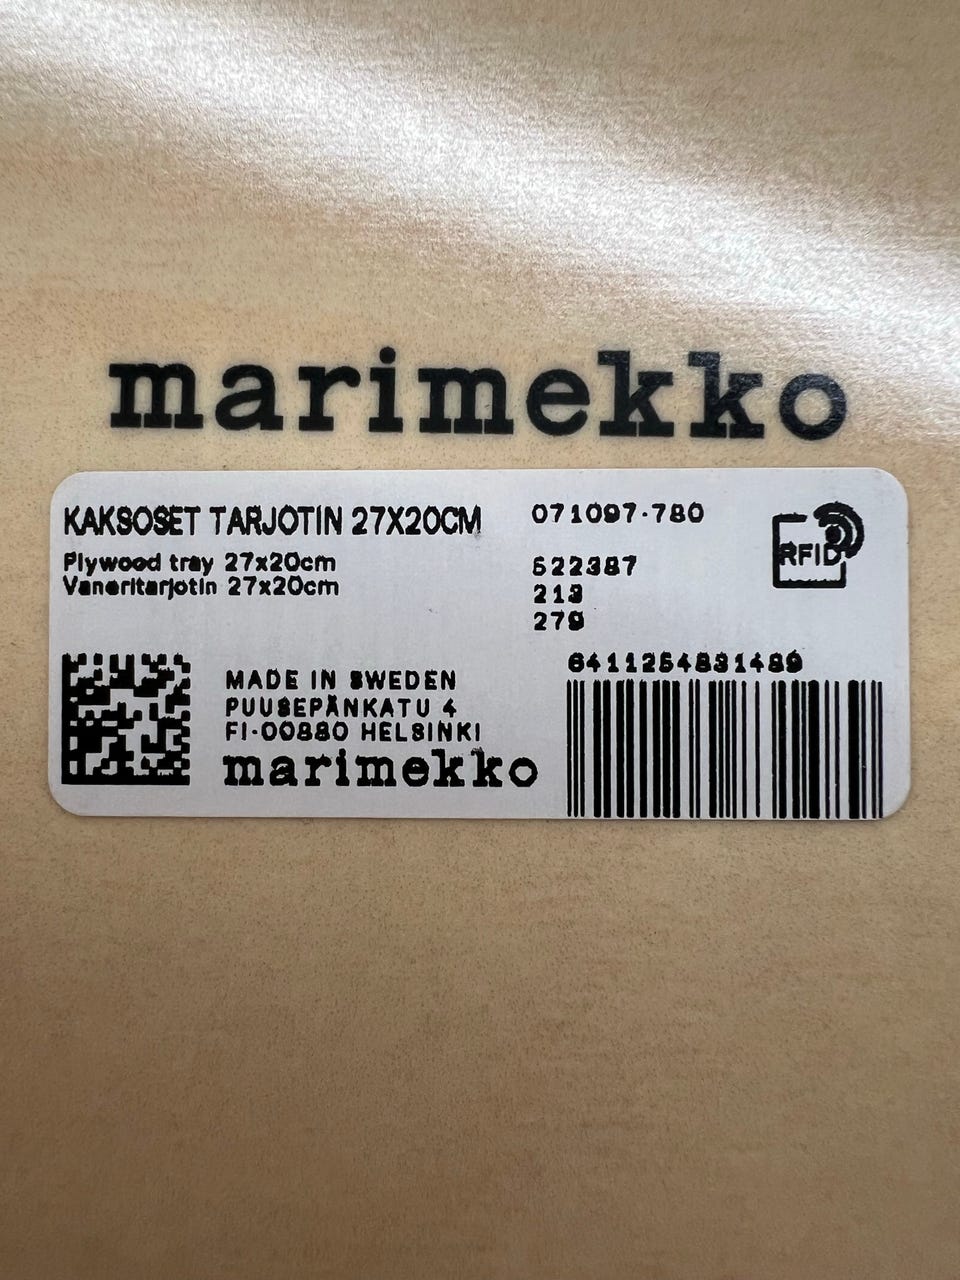 marimekko
KAKSOSET TARJOTIN 27X20CM
Plywood tray 27x20cm
Vaneritarjotin 27x20cm
071097-780
522387
213
279
RFID
6411254831489
MADE IN SWEDEN
PUUSEPÄNKATU 4
FI-00880 HELSINKI
marimekko